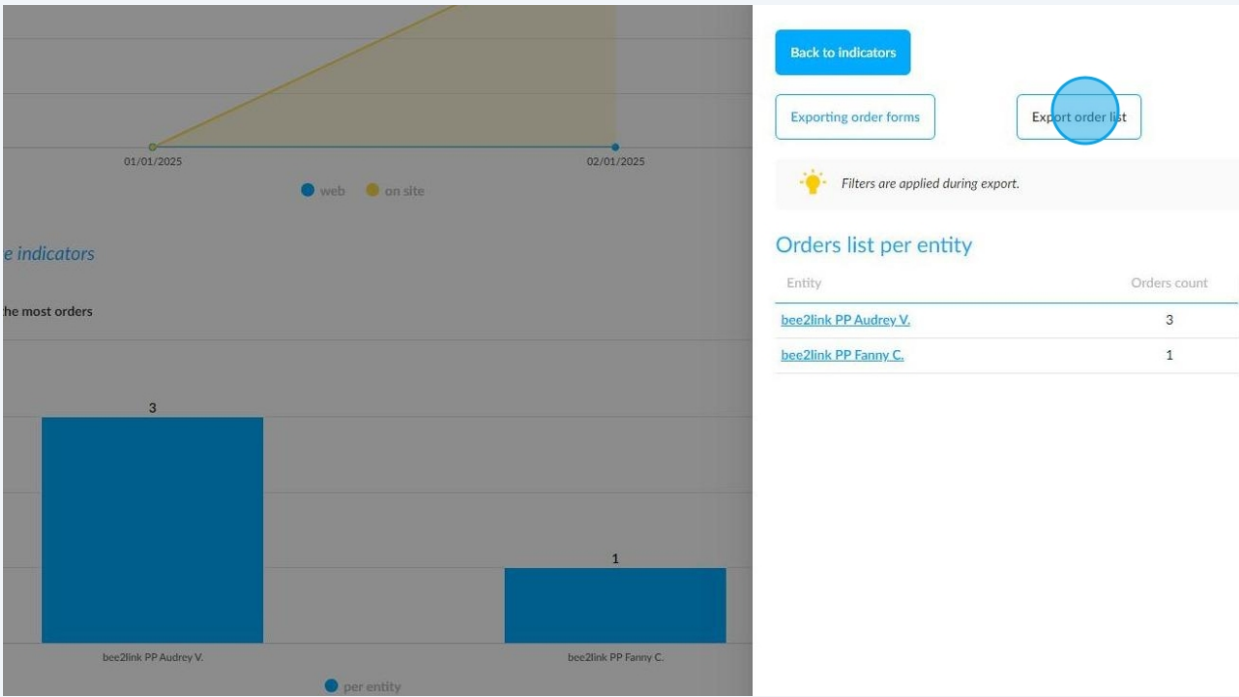 01/01/2025
02/01/2025
web
on site
e indicators
the most orders
3
1
bee2link PP Audrey V.
bee2link PP Fanny C.
per entity
Back to indicators
Exporting order forms
Export order list
Filters are applied during export.
Orders list per entity
Entity Orders count
bee2link PP Audrey V. 3
bee2link PP Fanny C. 1